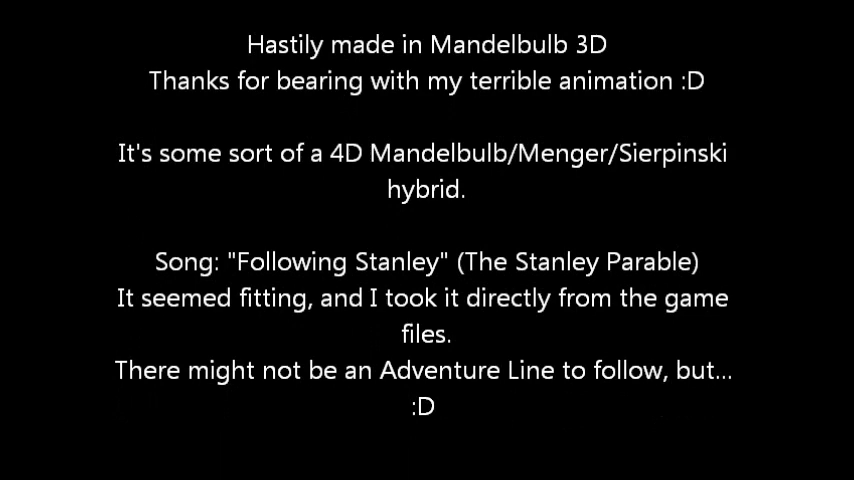 Hastily made in Mandelbulb 3D
Thanks for bearing with my terrible animation :D
It's some sort of a 4D Mandelbulb/Menger/Sierpinski
hybrid.
Song: "Following Stanley" (The Stanley Parable)
It seemed fitting, and I took it directly from the game
files.
There might not be an Adventure Line to follow, but...
:D